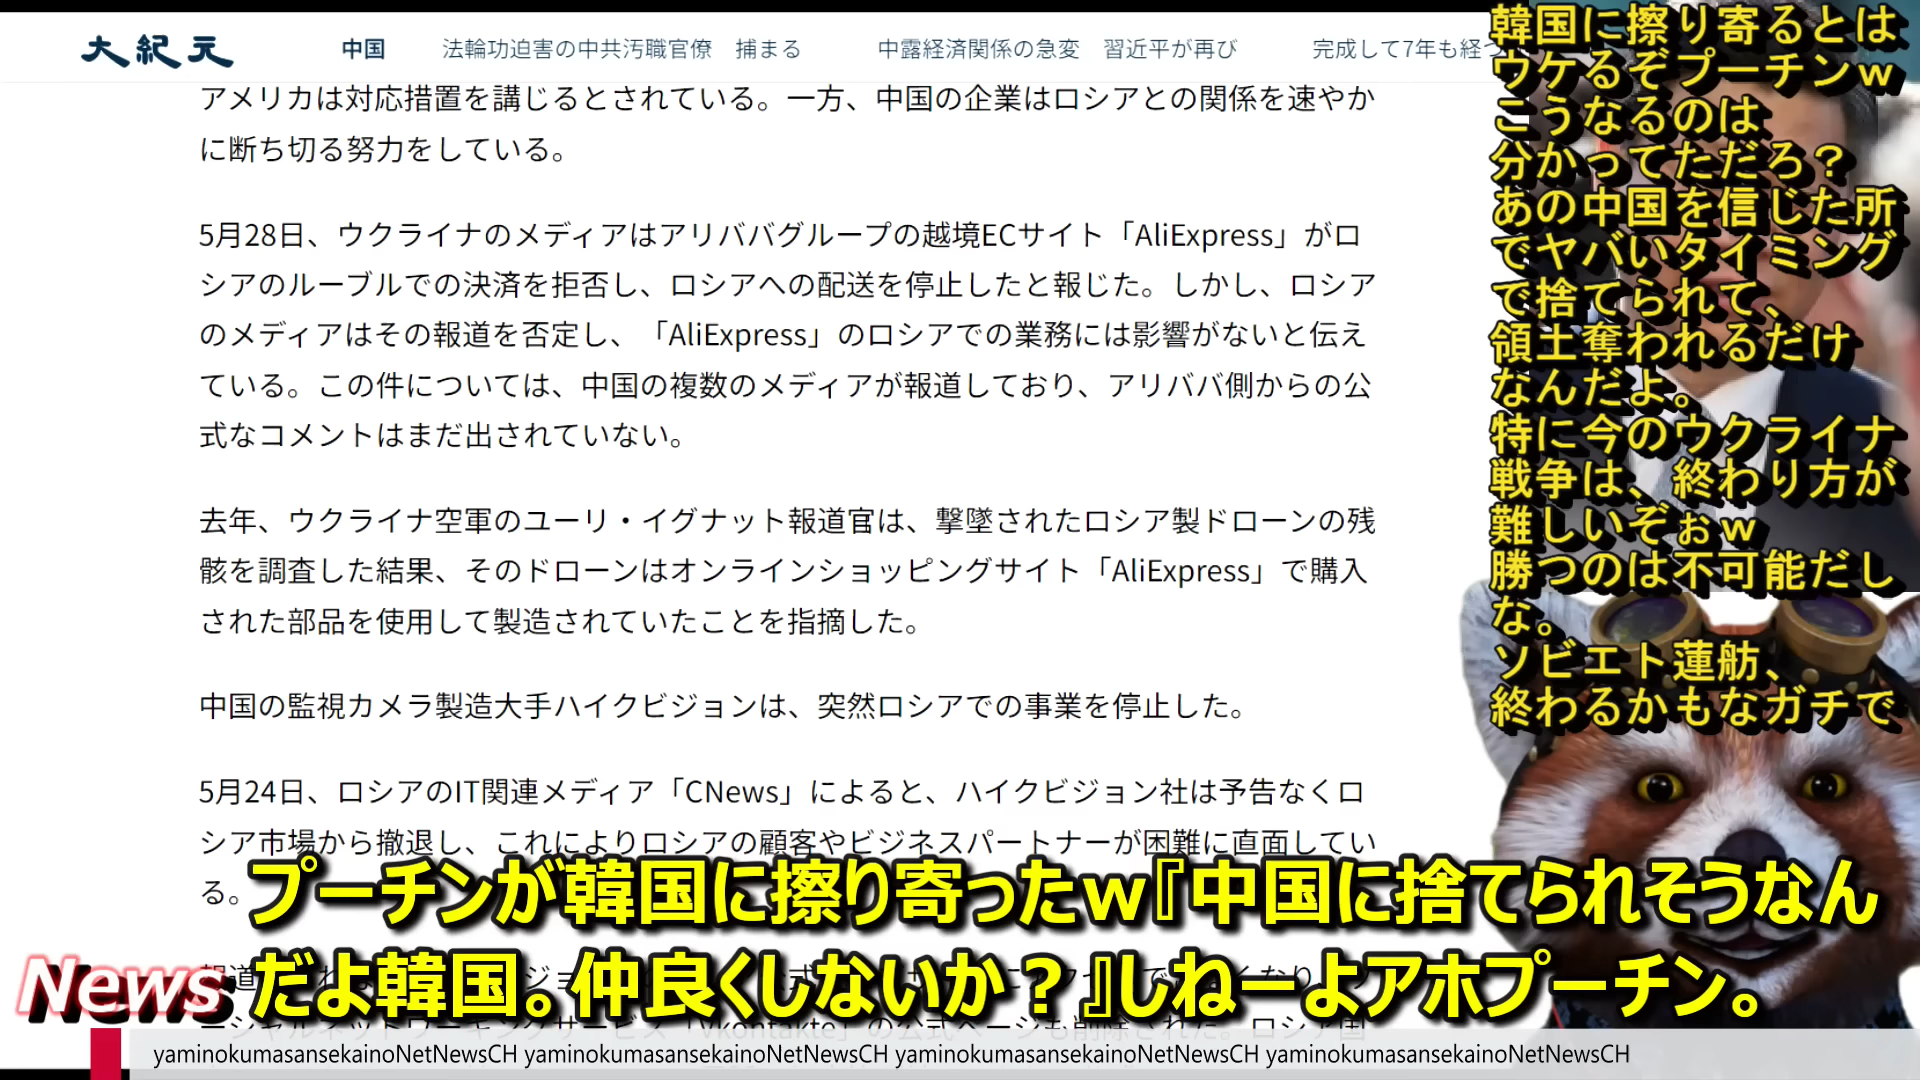 大紀元
中国 法輪功迫害の中共汚職官僚 捕まる 中露経済関係の急変 習近平が再び 完成して7年も経つ
アメリカは対応措置を講じるとされている。一方、中国の企業はロシアとの関係を速やか
に断ち切る努力をしている。
5月28日、ウクライナのメディアはアリババグループの越境ECサイト「AliExpress」がロ
シアのルーブルでの決済を拒否し、ロシアへの配送を停止したと報じた。しかし、ロシア
のメディアはその報道を否定し、「AliExpress」のロシアでの業務には影響がないと伝え
ている。この件については、中国の複数のメディアが報道しており、アリババ側からの公
式なコメントはまだ出されていない。
去年、ウクライナ空軍のユーリ・イグナット報道官は、撃墜されたロシア製ドローンの残
骸を調査した結果、そのドローンはオンラインショッピングサイト「AliExpress」で購入
された部品を使用して製造されていたことを指摘した。
中国の監視カメラ製造大手ハイクビジョンは、突然ロシアでの事業を停止した。
5月24日、ロシアのIT関連メディア「CNews」によると、ハイクビジョン社は予告なくロ
シア市場から撤退し、これによりロシアの顧客やビジネスパートナーが困難に直面してい
る。
韓国に擦り寄るとは
ウケるぞプーチンｗ
こうなるのは
分かってただろ？
あの中国を信じた所
でヤバいタイミング
で捨てられて、
領土奪われるだけ
なんだよ。
特に今のウクライナ
戦争は、終わり方が
難しいぞぉｗ
勝つのは不可能だし
な。
ソビエト蓮舫、
終わるかもなガチで
プーチンが韓国に擦り寄ったｗ『中国に捨てられそうなん
だよ韓国。仲良くしないか？』しねーよアホプーチン。
News
「Vkontakte」の公式ページも削除された。ロシア国
yaminokumasansekainoNetNewsCH yaminokumasansekainoNetNewsCH yaminokumasansekainoNetNewsCH yaminokumasansekainoNetNewsCH